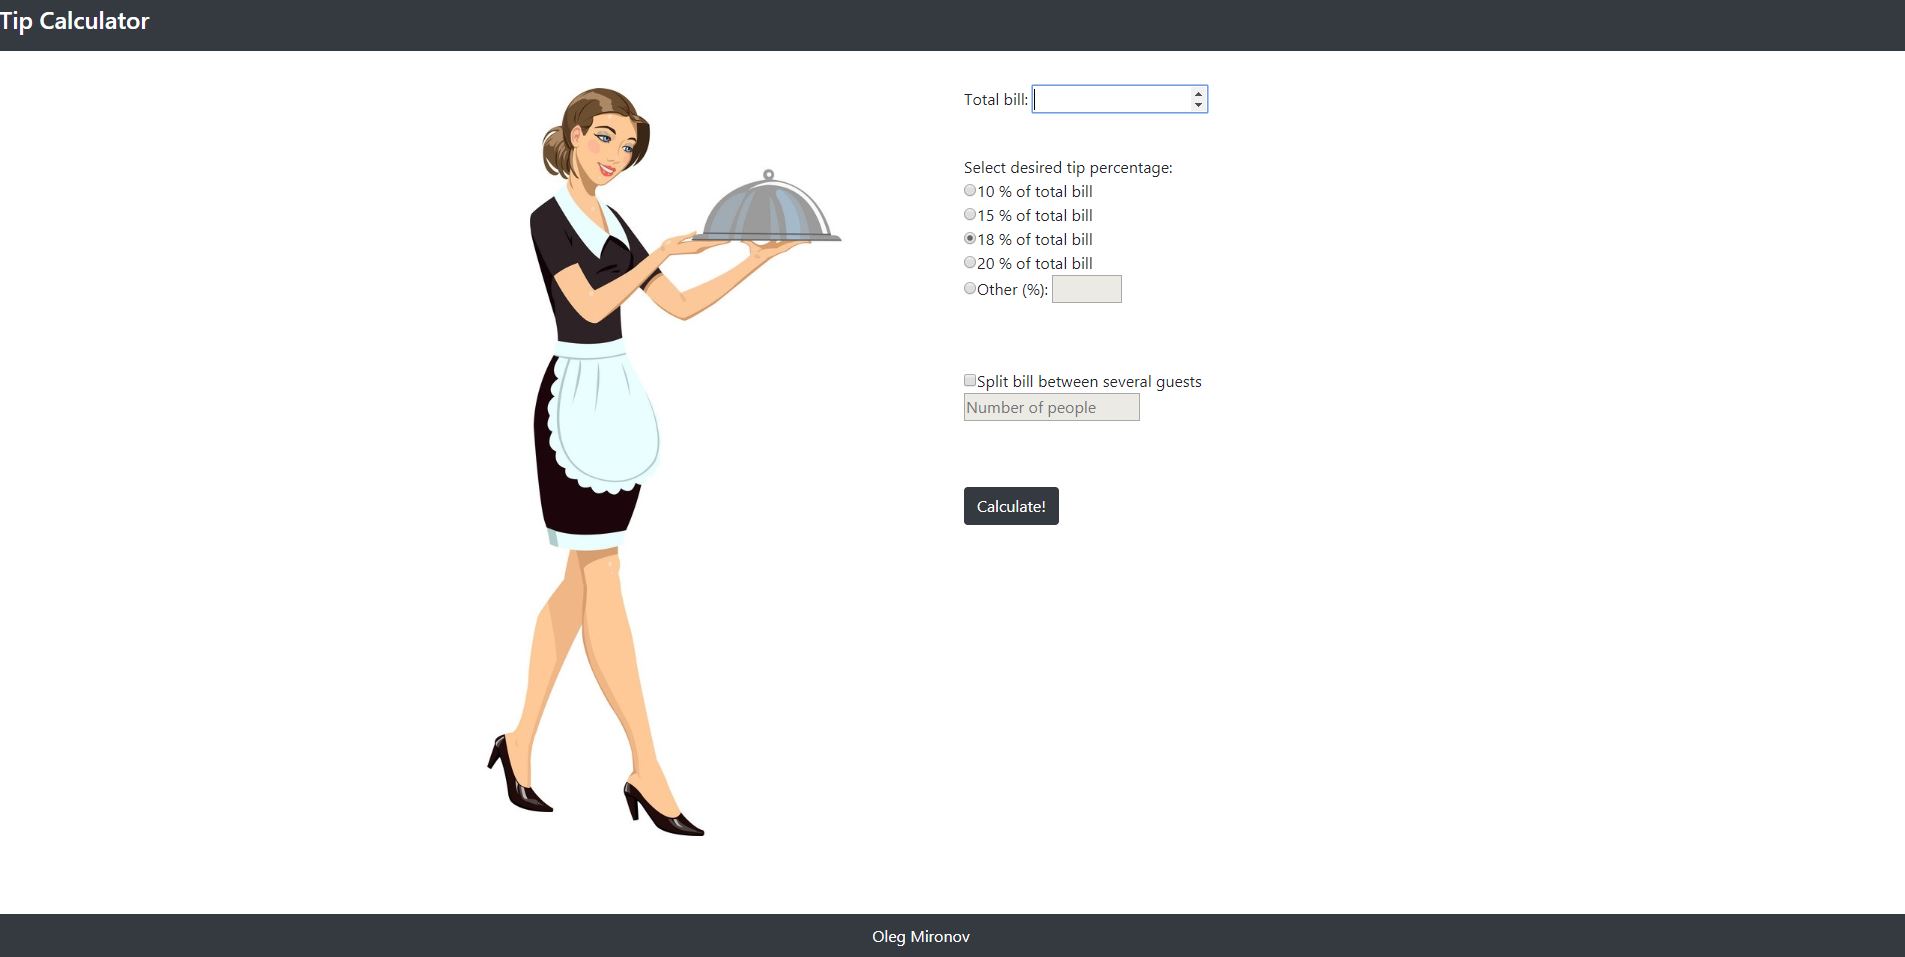 Tip Calculator
Total bill:
Select desired tip percentage:
10 % of total bill
15 % of total bill
18 % of total bill
20 % of total bill
Other (%):
Split bill between several guests
Number of people
Calculate!
Oleg Mironov